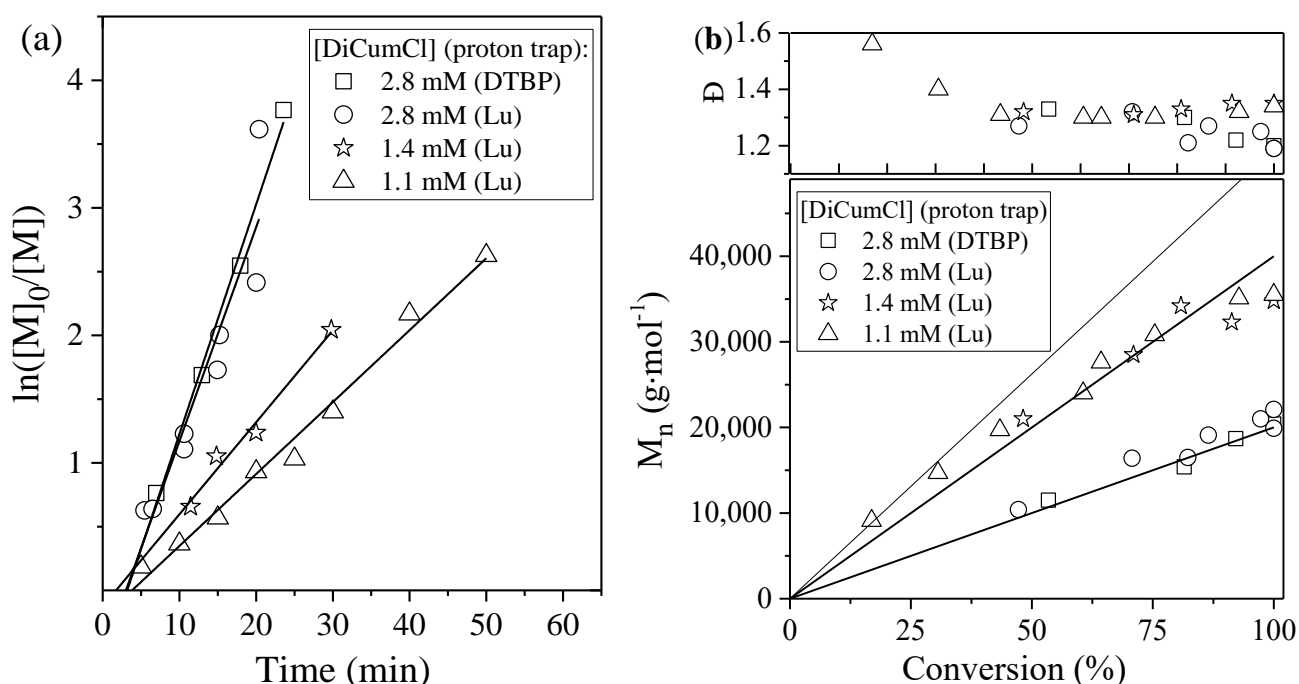 (a)
ln([M]0/[M])
4
3
2
1
[DiCumCl] (proton trap):
2.8 mM (DTBP)
2.8 mM (Lu)
1.4 mM (Lu)
1.1 mM (Lu)
10 20 30 40 50 60
Time (min)
(b)
Đ
1.6
1.4
1.2
Mn (g·mol-1)
40,000
30,000
20,000
10,000
0
[DiCumCl] (proton trap)
2.8 mM (DTBP)
2.8 mM (Lu)
1.4 mM (Lu)
1.1 mM (Lu)
0 25 50 75 100
Conversion (%)